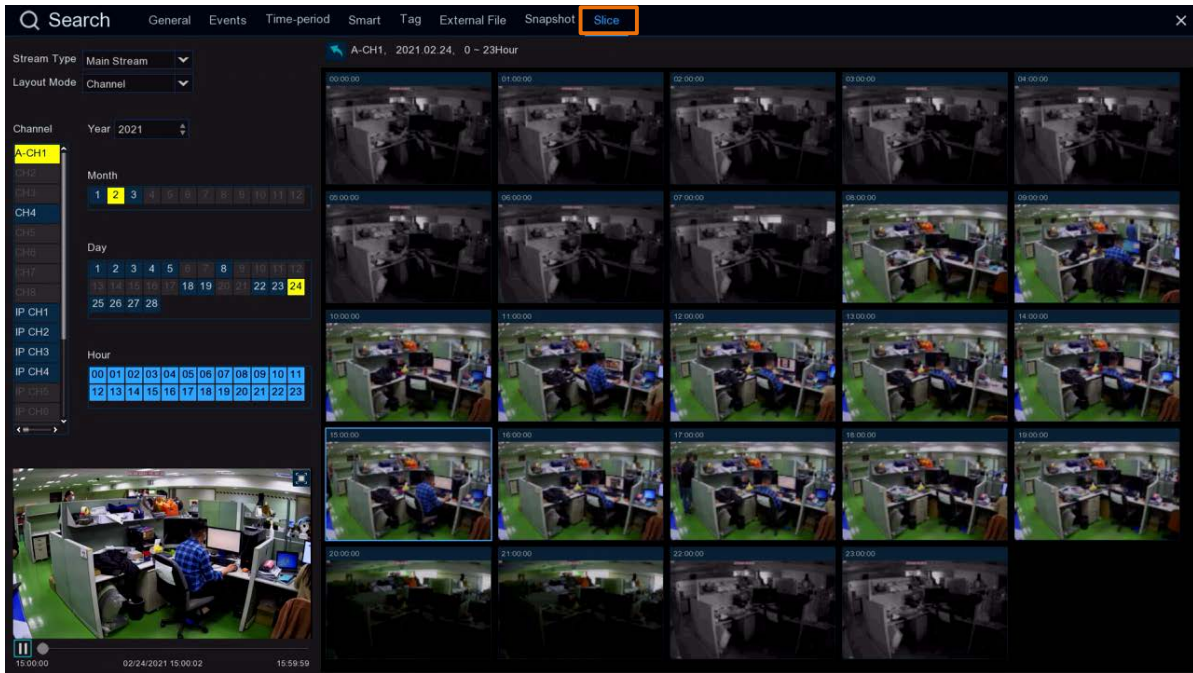 Search General Events Time-period Smart Tag External File Snapshot Slice
Stream Type Main Stream
Layout Mode Channel
Channel
A-CH1
CH2
CH3
CH4
CH5
CH6
CH7
CH8
IP CH1
IP CH2
IP CH3
IP CH4
IP CH5
IP CH6
Year 2021
Month
1 2 3 4 5 6 7 8 9 10 11 12
Day
1 2 3 4 5 6 7 8 9 10 11 12
13 14 15 16 17 18 19 20 21 22 23 24
25 26 27 28
Hour
00 01 02 03 04 05 06 07 08 09 10 11
12 13 14 15 16 17 18 19 20 21 22 23
15:00:00 02/24/2021 15:00:02 15:59:59
A-CH1, 2021.02.24, 0 ~ 23Hour
00:00:00 01:00:00 02:00:00 03:00:00 04:00:00
05:00:00 06:00:00 07:00:00 08:00:00 09:00:00
10:00:00 11:00:00 12:00:00 13:00:00 14:00:00
15:00:00 16:00:00 17:00:00 18:00:00 19:00:00
20:00:00 21:00:00 22:00:00 23:00:00